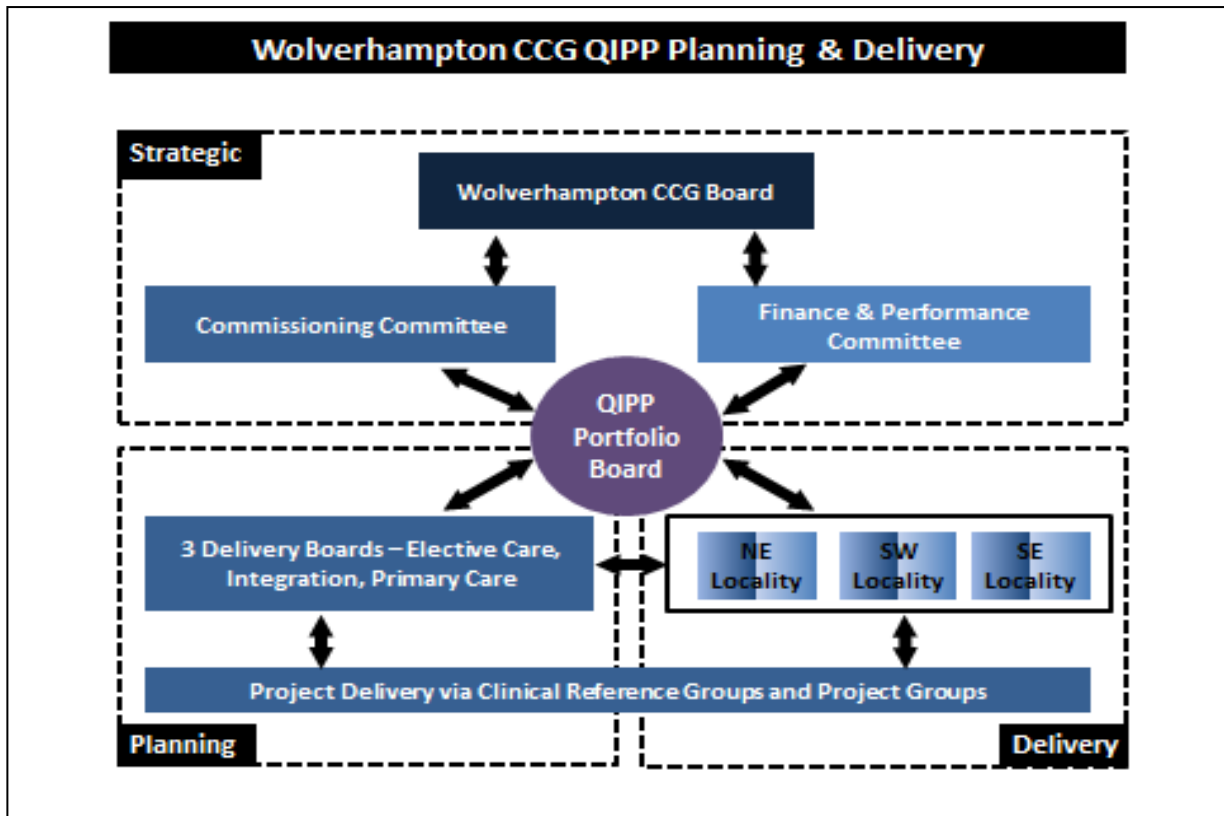 Wolverhampton CCG QIPP Planning & Delivery
Strategic
Wolverhampton CCG Board
Commissioning Committee
Finance & Performance
Committee
QIPP
Portfolio
Board
3 Delivery Boards – Elective Care,
Integration, Primary Care
NE
Locality
SW
Locality
SE
Locality
Project Delivery via Clinical Reference Groups and Project Groups
Planning
Delivery